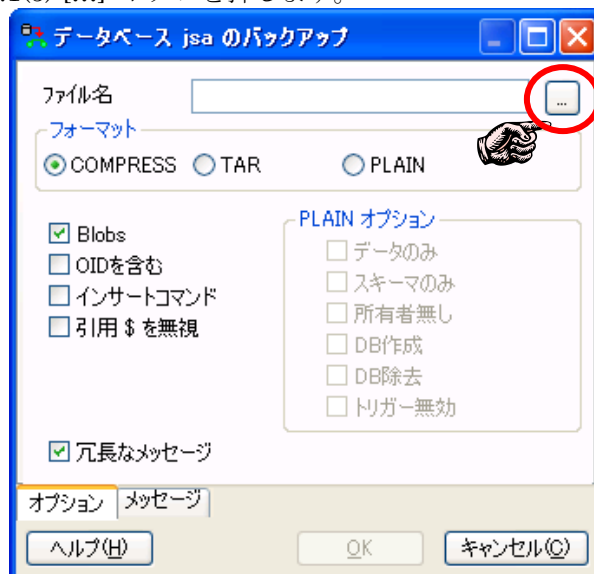 データベース jsa のバックアップ
ファイル名
...
フォーマット
COMPRESS TAR PLAIN
Blobs
OIDを含む
インサートコマンド
引用 $ を無視
PLAIN オプション
データのみ
スキーマのみ
所有者無し
DB作成
DB除去
トリガー無効
冗長なメッセージ
オプション メッセージ
ヘルプ(H) OK キャンセル(C)